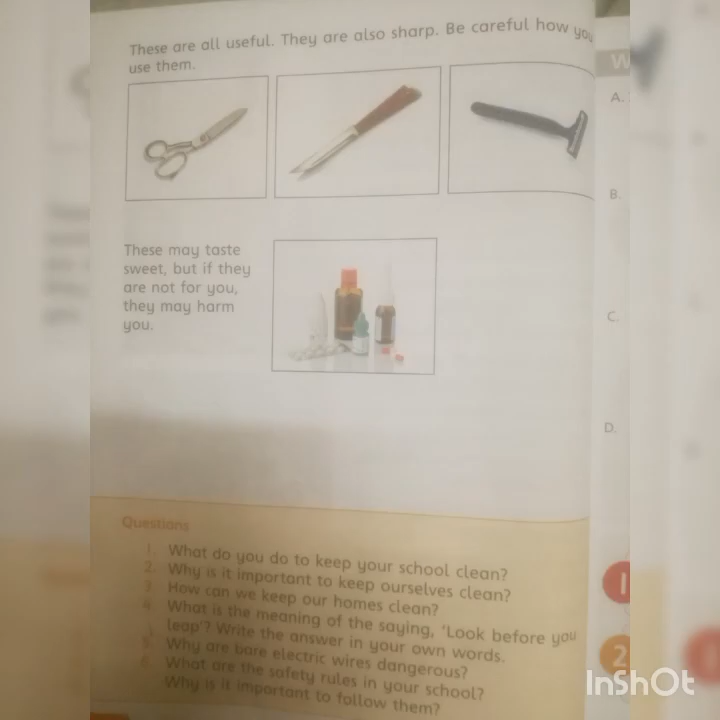 These are all useful. They are also sharp. Be careful how you
use them.
These may taste
sweet, but if they
are not for you,
they may harm
you.
Questions
1. What do you do to keep your school clean?
2. Why is it important to keep ourselves clean?
3. How can we keep our homes clean?
4. What is the meaning of the saying, 'Look before you
leap'? Write the answer in your own words.
5. Why are bare electric wires dangerous?
6. What are the safety rules in your school?
Why is it important to follow them?
W
A.
B.
C.
D.
1
2
InShOt